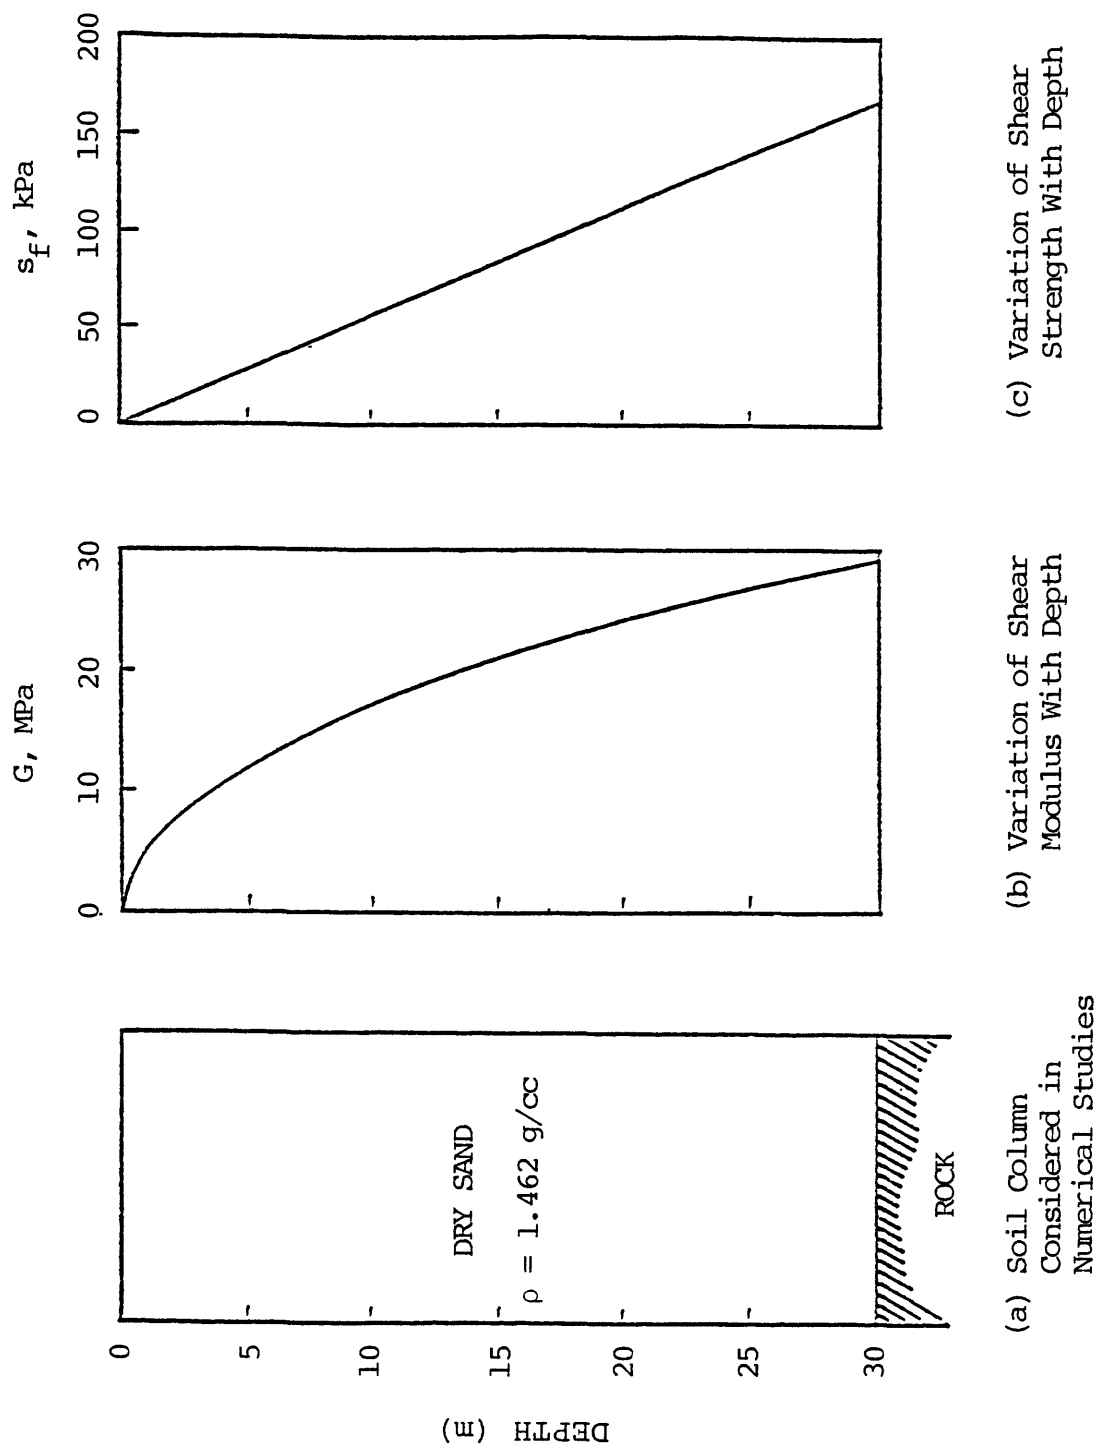 DEPTH (m)
0
5
10
15
20
25
30
DRY SAND
ρ = 1.462 g/cc
ROCK
(a) Soil Column
Considered in
Numerical Studies
G, MPa
0 10 20 30
(b) Variation of Shear
Modulus With Depth
s_f, kPa
0 50 100 150 200
(c) Variation of Shear
Strength With Depth